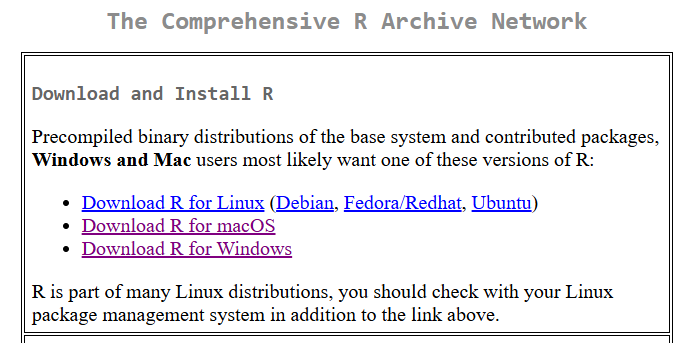 The Comprehensive R Archive Network
Download and Install R
Precompiled binary distributions of the base system and contributed packages,
Windows and Mac users most likely want one of these versions of R:
• Download R for Linux (Debian, Fedora/Redhat, Ubuntu)
• Download R for macOS
• Download R for Windows
R is part of many Linux distributions, you should check with your Linux
package management system in addition to the link above.